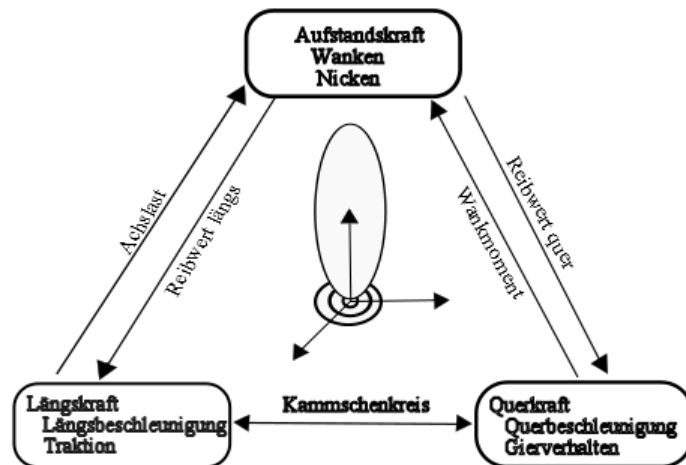 Aufstandskraft
Wanken
Nicken
Achslast
Reibwert längs
Wankmoment
Reibwert quer
Längskraft
Längsbeschleunigung
Traktion
Kammschenkreis
Querkraft
Querbeschleunigung
Gierverhalten